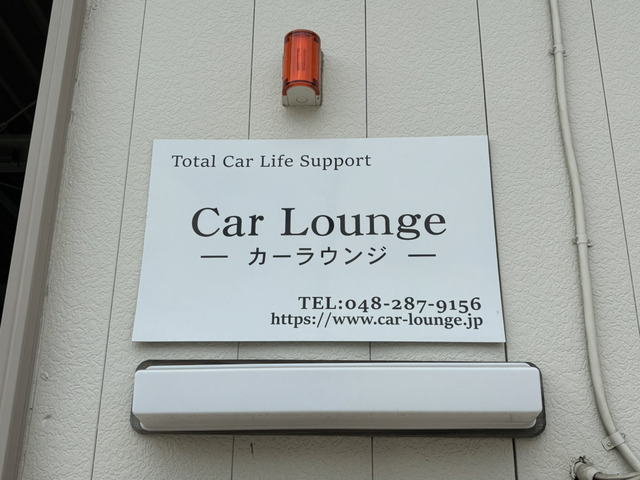 Total Car Life Support
Car Lounge
— カーラウンジ —
TEL:048-287-9156
https://www.car-lounge.jp